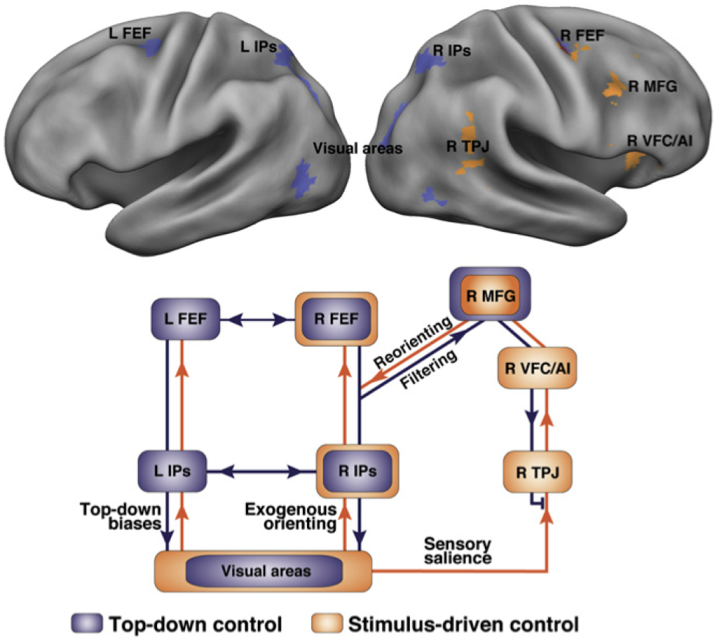 L FEF
L IPs
R IPs
R FEF
R MFG
Visual areas
R TPJ
R VFC/AI
L FEF
R FEF
R MFG
Reorienting
Filtering
R VFC/AI
L IPs
R IPs
R TPJ
Top-down
biases
Exogenous
orienting
Visual areas
Sensory
salience
Top-down control
Stimulus-driven control